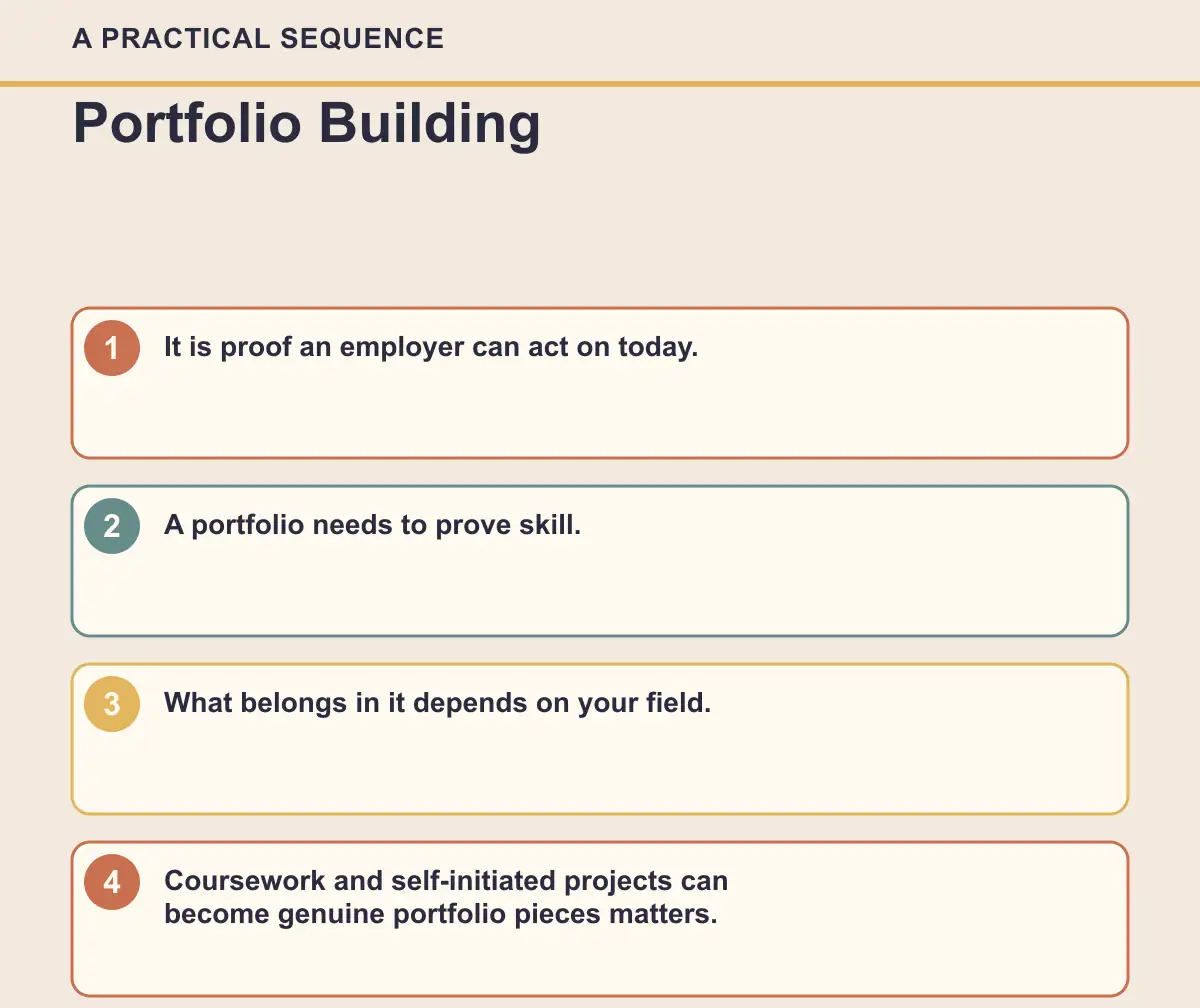 A PRACTICAL SEQUENCE
Portfolio Building
1
It is proof an employer can act on today.
2
A portfolio needs to prove skill.
3
What belongs in it depends on your field.
4
Coursework and self-initiated projects can
become genuine portfolio pieces matters.